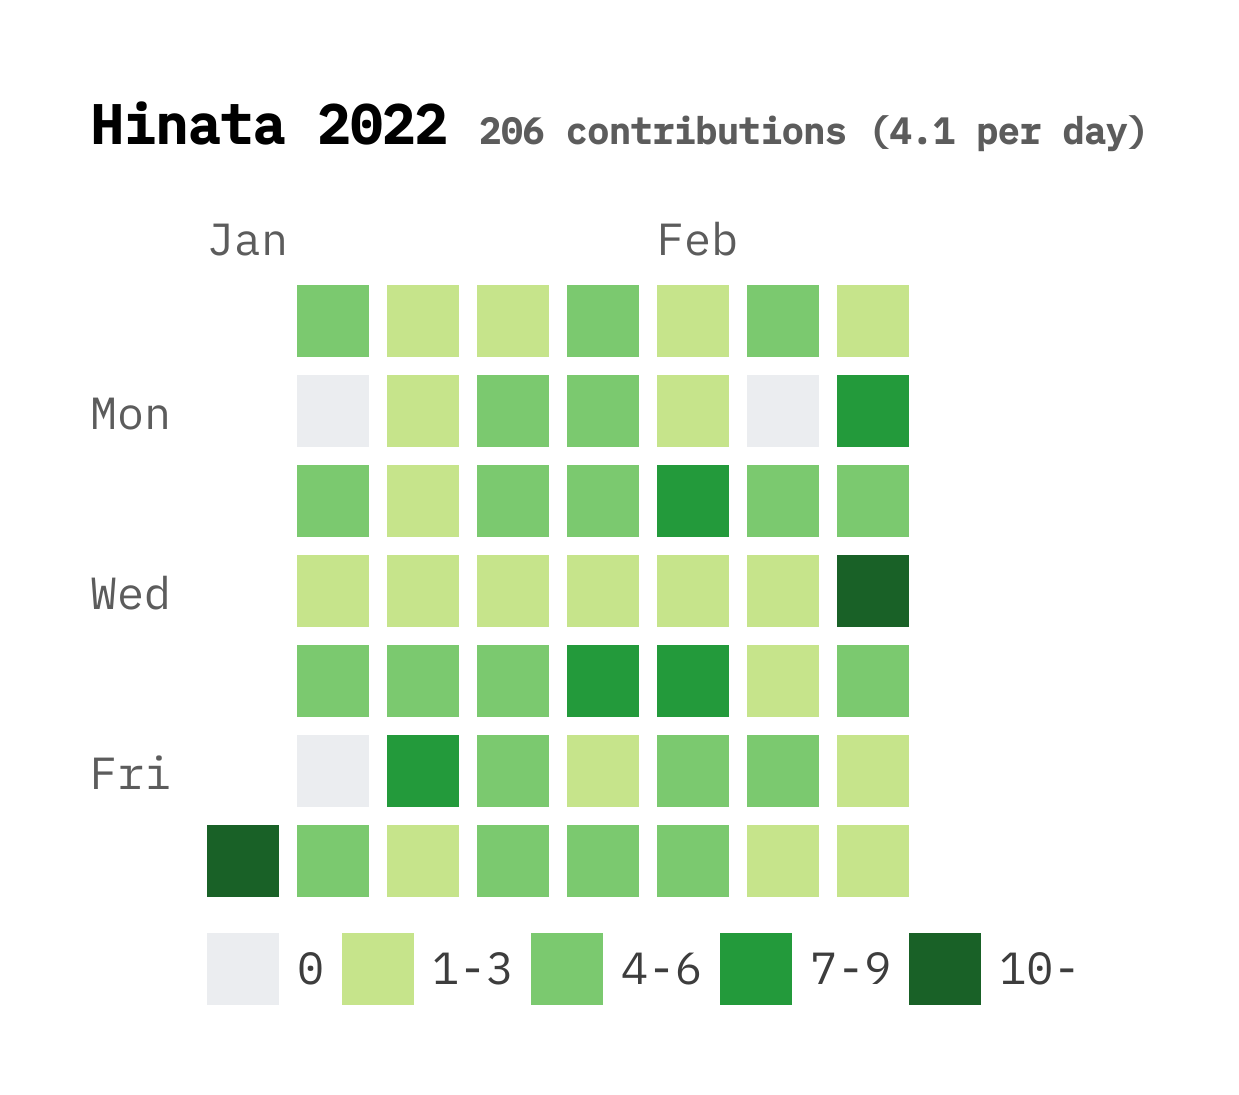 Hinata 2022 206 contributions (4.1 per day)
Jan Feb
Mon
Wed
Fri
0 1-3 4-6 7-9 10-